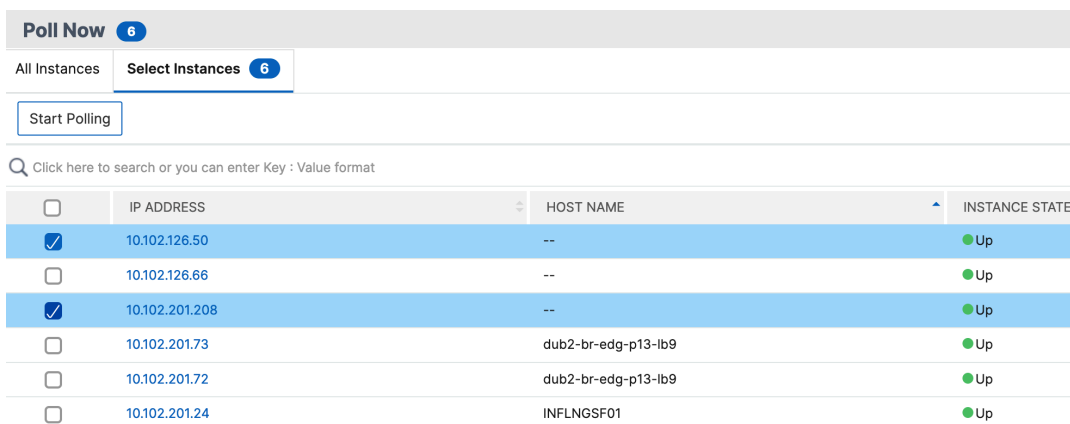 Poll Now 6
All Instances Select Instances 6
Start Polling
Click here to search or you can enter Key : Value format
IP ADDRESS HOST NAME INSTANCE STATE
10.102.126.50 -- Up
10.102.126.66 -- Up
10.102.201.208 -- Up
10.102.201.73 dub2-br-edg-p13-lb9 Up
10.102.201.72 dub2-br-edg-p13-lb9 Up
10.102.201.24 INFLNGSF01 Up